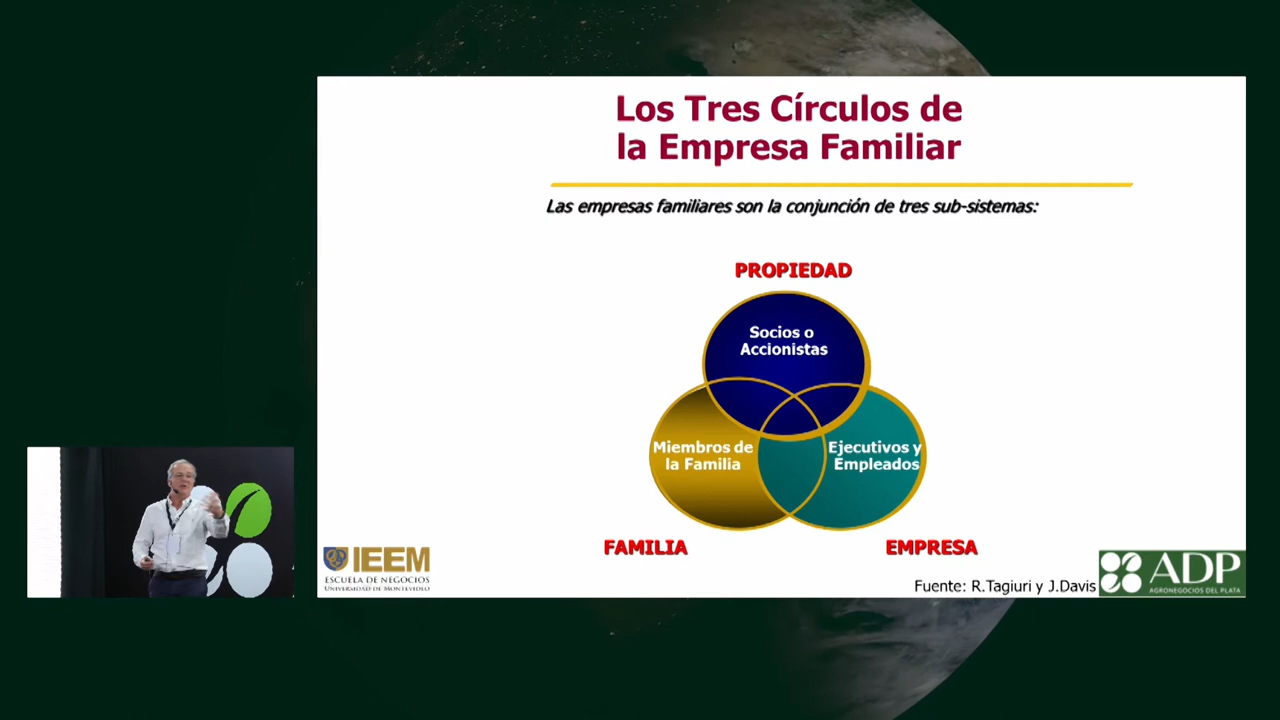 Los Tres Círculos de
la Empresa Familiar
Las empresas familiares son la conjunción de tres sub-sistemas:
PROPIEDAD
Socios o
Accionistas
Miembros de
la Familia
Ejecutivos y
Empleados
FAMILIA
EMPRESA
IEEM
ESCUELA DE NEGOCIOS
UNIVERSIDAD DE MONTEVIDEO
Fuente: R.Tagiuri y J.Davis
ADP
AGRONEGOCIOS DEL PLATA